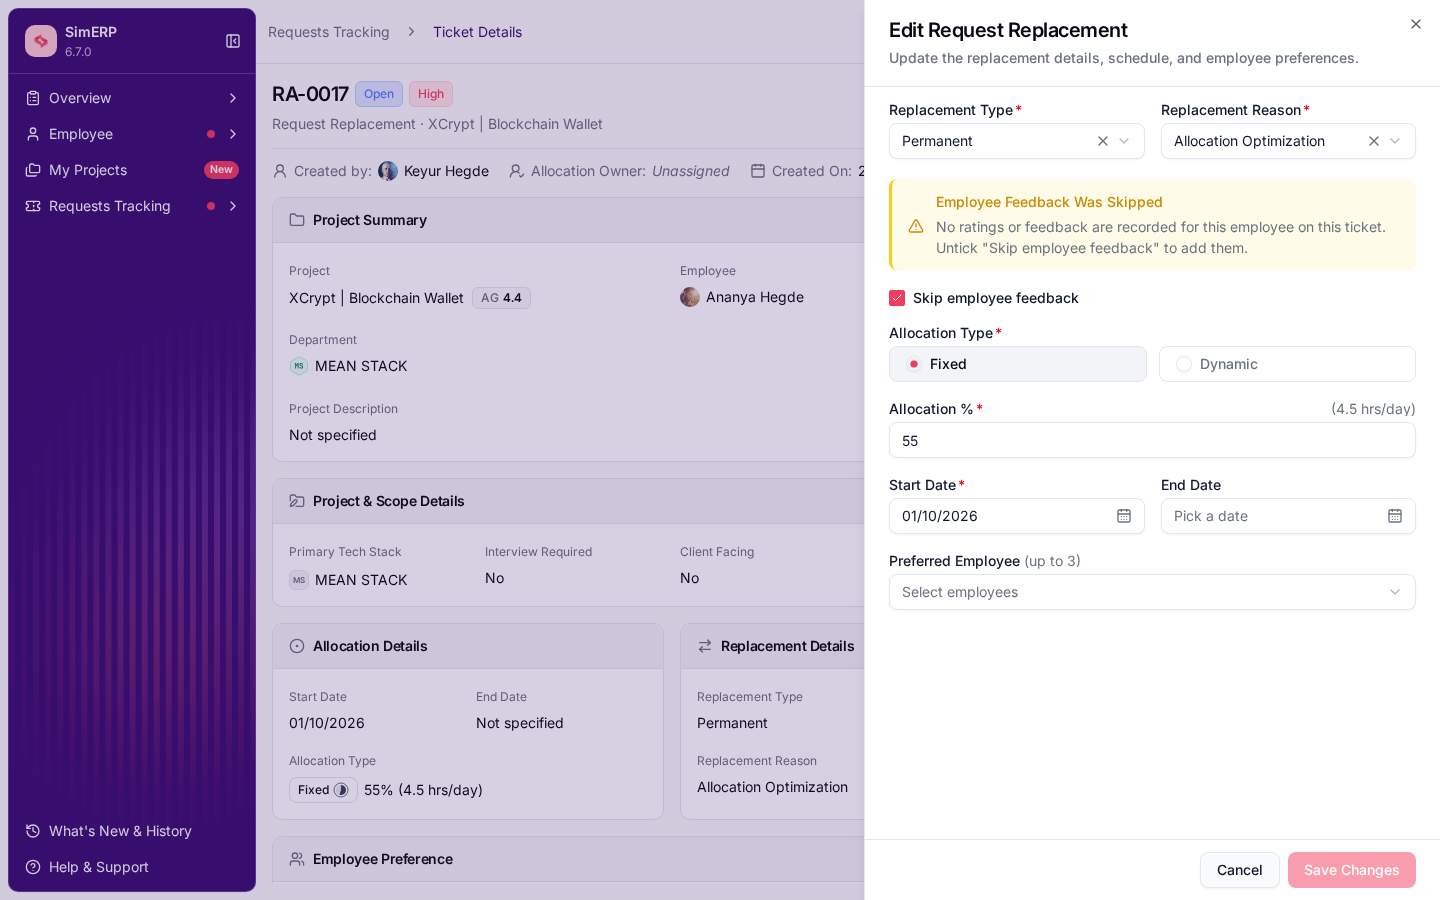 SimERP
6.7.0
Overview
Employee
My Projects New
Requests Tracking
What's New & History
Help & Support
Requests Tracking Ticket Details
RA-0017 Open High
Request Replacement · XCrypt | Blockchain Wallet
Created by: Keyur Hegde Allocation Owner: Unassigned Created On: 2
Project Summary
Project Employee
XCrypt | Blockchain Wallet AG 4.4 Ananya Hegde
Department
MS MEAN STACK
Project Description
Not specified
Project & Scope Details
Primary Tech Stack Interview Required Client Facing
MS MEAN STACK No No
Allocation Details
Start Date End Date
01/10/2026 Not specified
Allocation Type
Fixed 55% (4.5 hrs/day)
Replacement Details
Replacement Type
Permanent
Replacement Reason
Allocation Optimization
Employee Preference
Edit Request Replacement
Update the replacement details, schedule, and employee preferences.
Replacement Type* Replacement Reason*
Permanent Allocation Optimization
Employee Feedback Was Skipped
No ratings or feedback are recorded for this employee on this ticket.
Untick "Skip employee feedback" to add them.
Skip employee feedback
Allocation Type*
Fixed Dynamic
Allocation %* (4.5 hrs/day)
55
Start Date* End Date
01/10/2026 Pick a date
Preferred Employee (up to 3)
Select employees
Cancel Save Changes